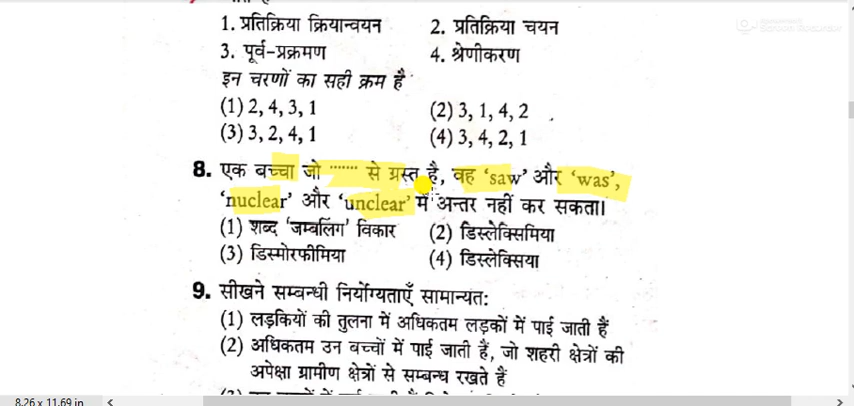 1. प्रतिक्रिया क्रियान्वयन 2. प्रतिक्रिया चयन
3. पूर्व-प्रक्रमण 4. श्रेणीकरण
इन चरणों का सही क्रम है
(1) 2, 4, 3, 1 (2) 3, 1, 4, 2
(3) 3, 2, 4, 1 (4) 3, 4, 2, 1
8. एक बच्चा जो ....... से ग्रस्त है, वह ‘saw’ और ‘was’,
‘nuclear’ और ‘unclear’ में अन्तर नहीं कर सकता।
(1) शब्द ‘जम्बलिंग’ विकार (2) डिस्लेक्सिमिया
(3) डिस्मोरफीमिया (4) डिस्लेक्सिया
9. सीखने सम्बन्धी निर्योग्यताएँ सामान्यत:
(1) लड़कियों की तुलना में अधिकतम लड़कों में पाई जाती हैं
(2) अधिकतम उन बच्चों में पाई जाती हैं, जो शहरी क्षेत्रों की
अपेक्षा ग्रामीण क्षेत्रों से सम्बन्ध रखते हैं
8.26 x 11.69 in